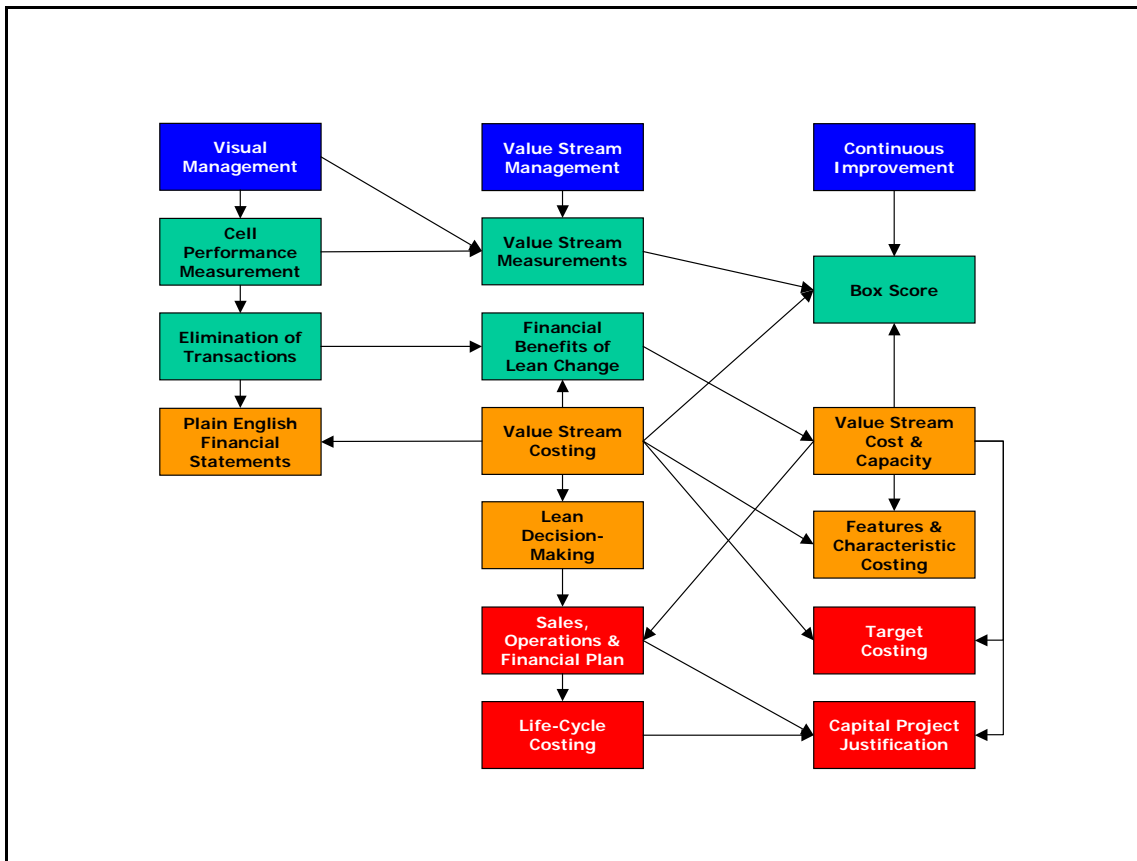 Visual
Management
Value Stream
Management
Continuous
Improvement
Cell
Performance
Measurement
Value Stream
Measurements
Box Score
Elimination of
Transactions
Financial
Benefits of
Lean Change
Plain English
Financial
Statements
Value Stream
Costing
Value Stream
Cost &
Capacity
Lean
Decision-
Making
Features &
Characteristic
Costing
Sales,
Operations &
Financial Plan
Target
Costing
Life-Cycle
Costing
Capital Project
Justification